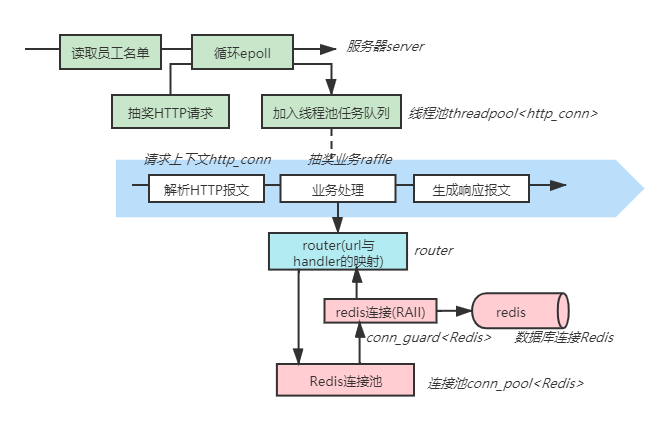 读取员工名单
循环epoll
服务器server
抽奖HTTP请求
加入线程池任务队列
线程池threadpool<http_conn>
请求上下文http_conn
抽奖业务raffle
解析HTTP报文
业务处理
生成响应报文
router(url与
handler的映射)
router
redis连接(RAII)
redis
conn_guard<Redis>
数据库连接Redis
Redis连接池
连接池conn_pool<Redis>